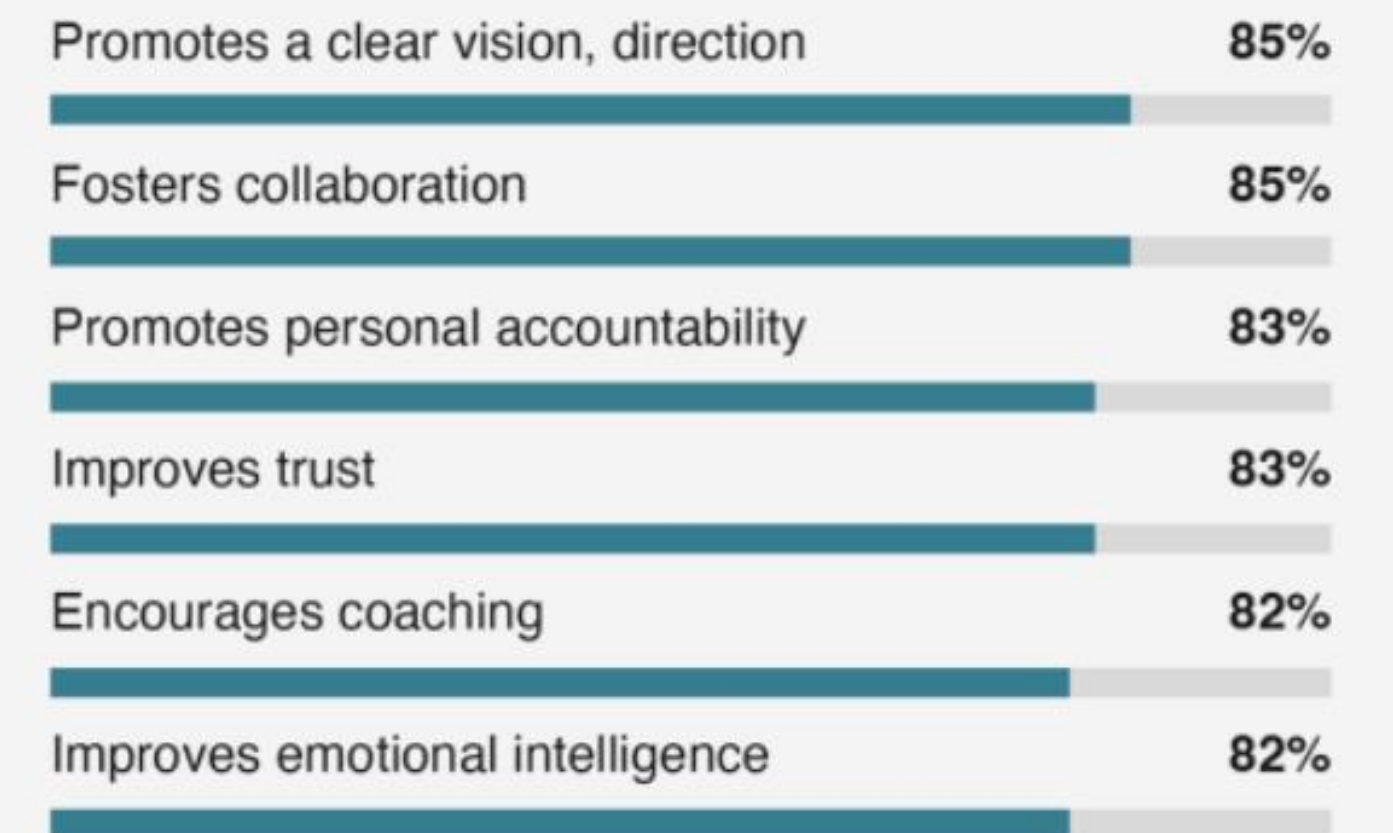 Promotes a clear vision, direction 85%
Fosters collaboration 85%
Promotes personal accountability 83%
Improves trust 83%
Encourages coaching 82%
Improves emotional intelligence 82%